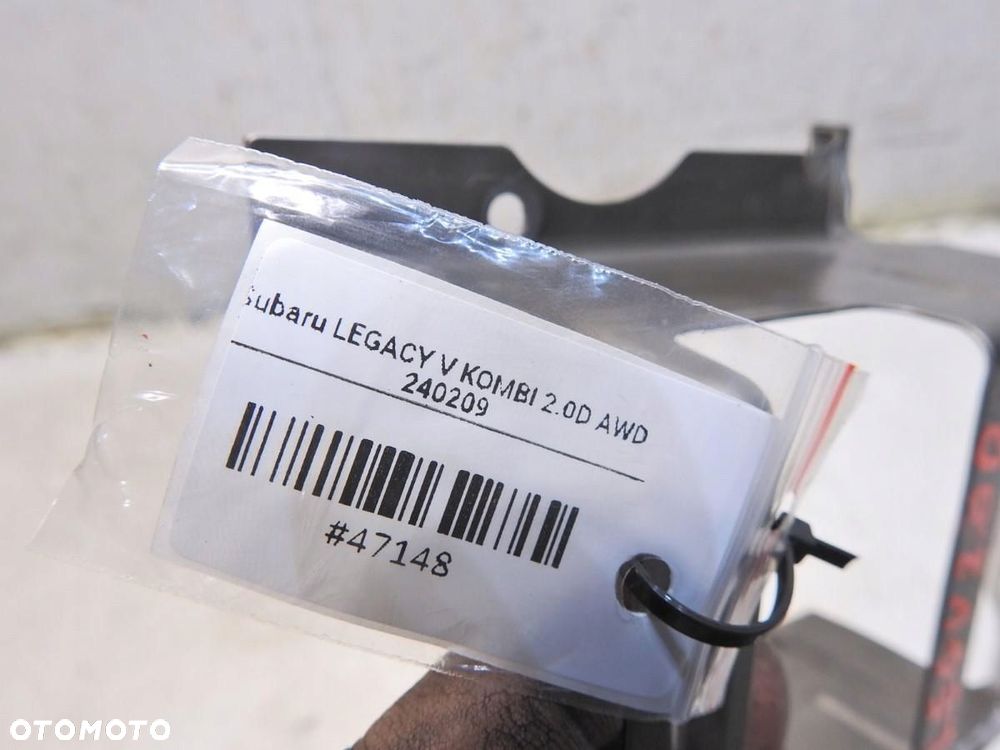 Subaru LEGACY V KOMBI 2.0D AWD
240209
#47148
OTOMOTO